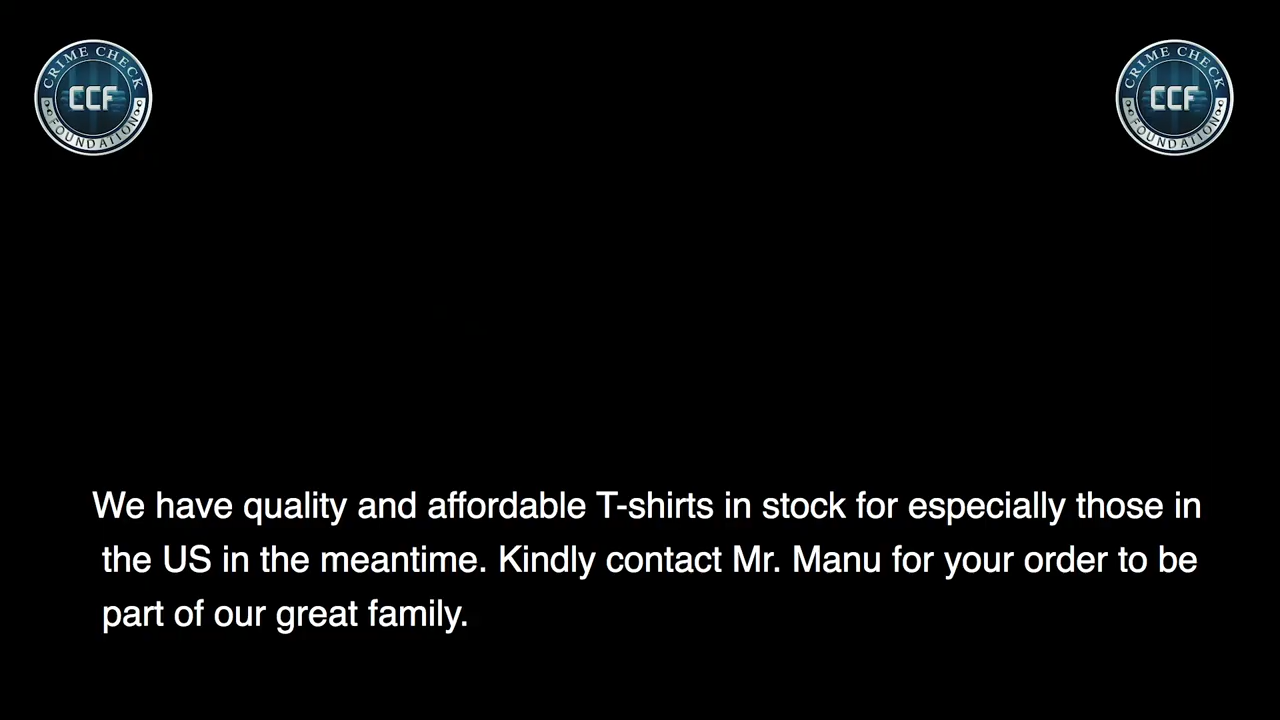 CRIME CHECK
CCF
FOUNDATION
CRIME CHECK
CCF
FOUNDATION
We have quality and affordable T-shirts in stock for especially those in
the US in the meantime. Kindly contact Mr. Manu for your order to be
part of our great family.